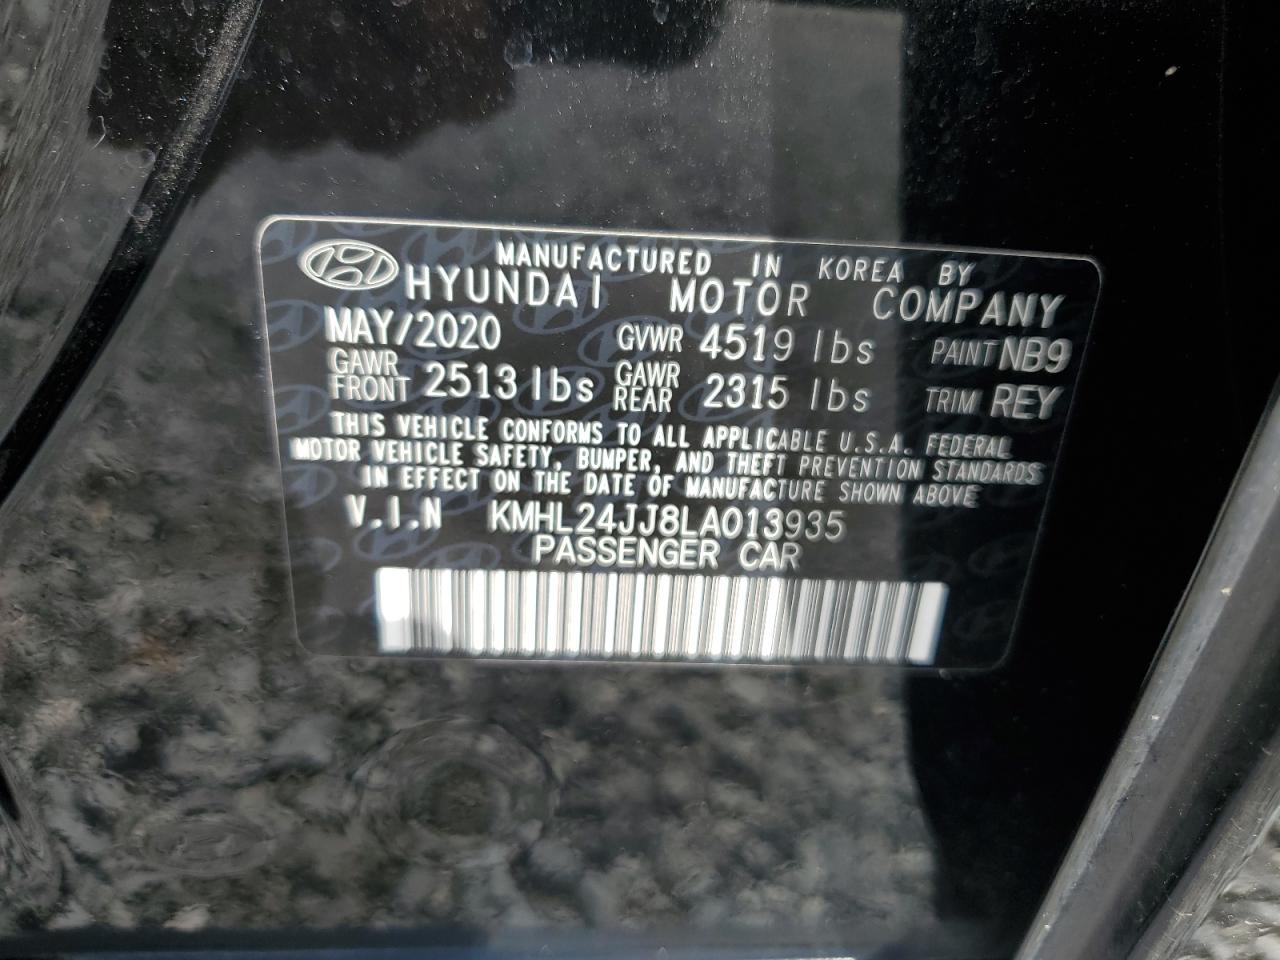 MANUFACTURED IN KOREA BY
HYUNDAI MOTOR COMPANY
MAY/2020 GVWR 4519 lbs PAINT NB9
GAWR FRONT 2513 lbs GAWR REAR 2315 lbs TRIM REY
THIS VEHICLE CONFORMS TO ALL APPLICABLE U.S.A. FEDERAL
MOTOR VEHICLE SAFETY, BUMPER, AND THEFT PREVENTION STANDARDS
IN EFFECT ON THE DATE OF MANUFACTURE SHOWN ABOVE
V.I.N KMHL24JJ8LA013935
PASSENGER CAR